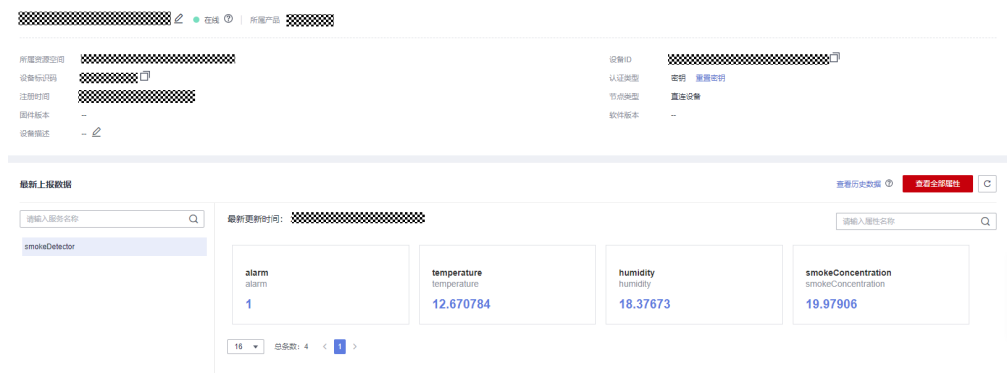 在线 所属产品
所属资源空间 设备ID
设备标识码 认证类型 密钥 重置密钥
注册时间 节点类型 直连设备
固件版本 -- 软件版本 --
设备描述 --
最新上报数据 查看历史数据 查看全部属性
请输入服务名称 最新更新时间: 请输入属性名称
smokeDetector
alarm temperature humidity smokeConcentration
alarm temperature humidity smokeConcentration
1 12.670784 18.37673 19.97906
16 总条数: 4 < 1 >